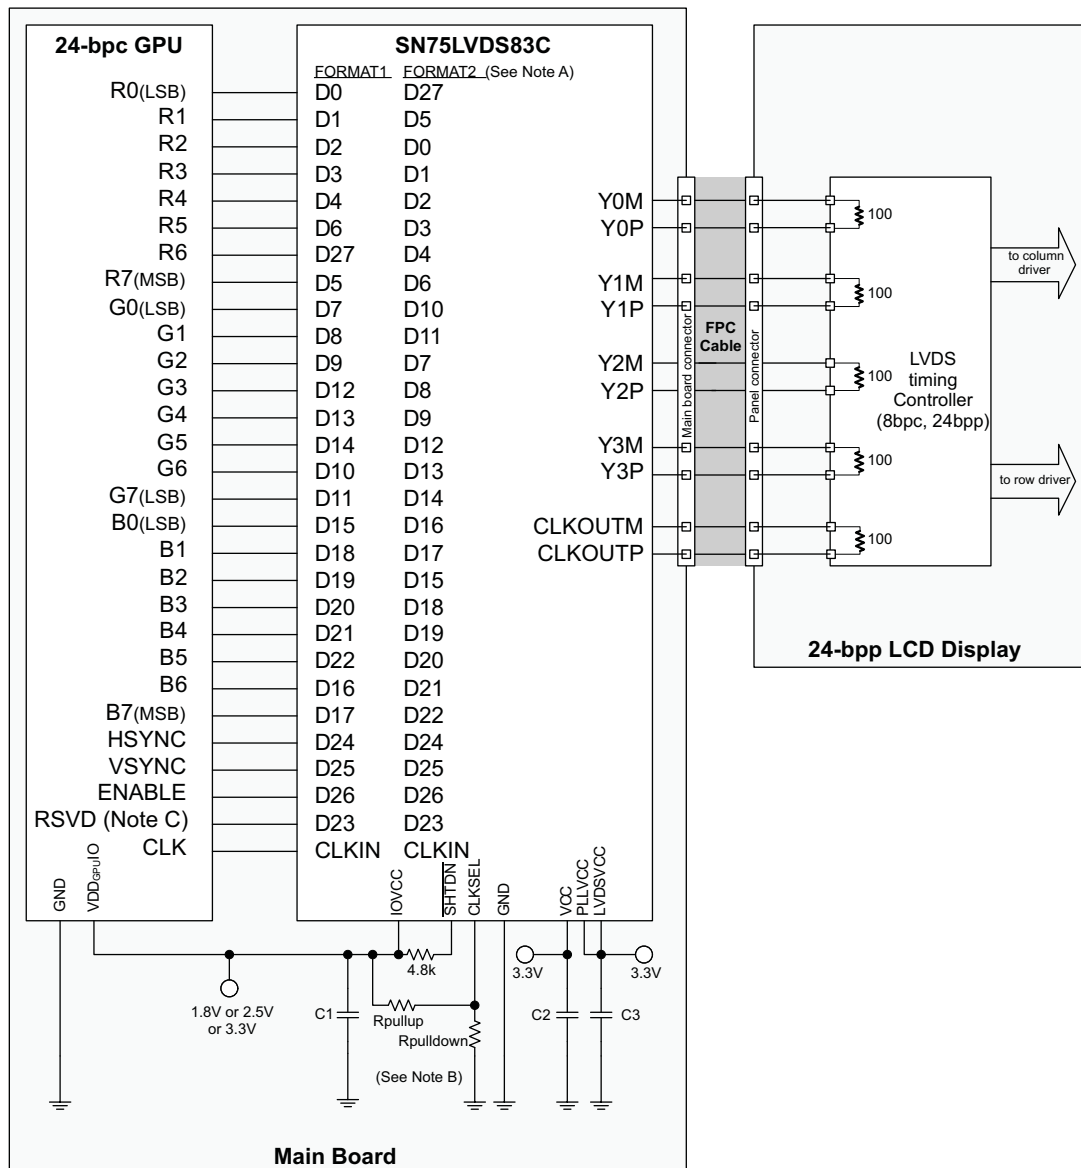 24-bpc GPU
R0(LSB)
R1
R2
R3
R4
R5
R6
R7(MSB)
G0(LSB)
G1
G2
G3
G4
G5
G6
G7(LSB)
B0(LSB)
B1
B2
B3
B4
B5
B6
B7(MSB)
HSYNC
VSYNC
ENABLE
RSVD (Note C)
CLK
GND
VDDGPUIO
SN75LVDS83C
FORMAT1 FORMAT2 (See Note A)
D0 D27
D1 D5
D2 D0
D3 D1
D4 D2
D6 D3
D27 D4
D5 D6
D7 D10
D8 D11
D9 D7
D12 D8
D13 D9
D14 D12
D10 D13
D11 D14
D15 D16
D18 D17
D19 D15
D20 D18
D21 D19
D22 D20
D16 D21
D17 D22
D24 D24
D25 D25
D26 D26
D23 D23
CLKIN CLKIN
Y0M
Y0P
Y1M
Y1P
Y2M
Y2P
Y3M
Y3P
CLKOUTM
CLKOUTP
IOVCC
SHTDN
CLKSEL
GND
VCC
PLLVCC
LVDSVCC
Main board connector
FPC
Cable
Panel connector
100
100
100
100
100
LVDS
timing
Controller
(8bpc, 24bpp)
to column
driver
to row driver
24-bpp LCD Display
4.8k
3.3V
3.3V
1.8V or 2.5V
or 3.3V
C1
Rpullup
Rpulldown
C2
C3
(See Note B)
Main Board